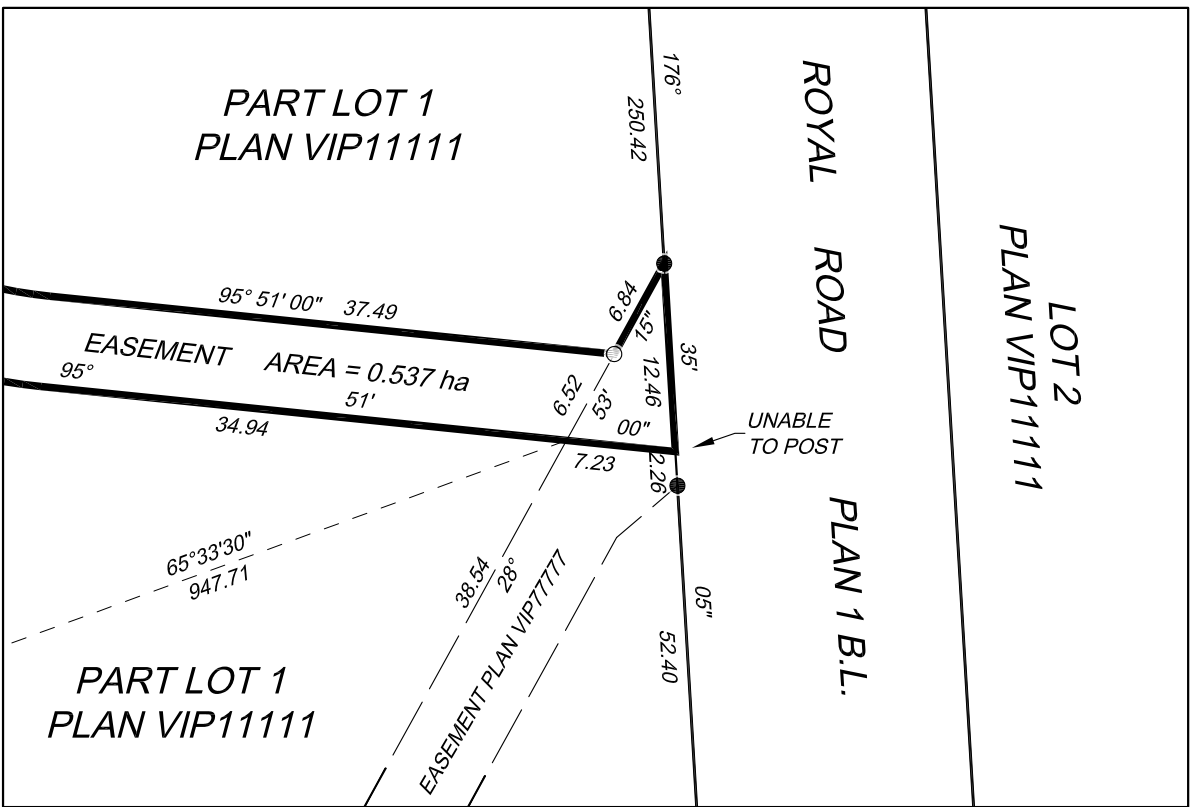 PART LOT 1
PLAN VIP11111
176°
250.42
ROYAL ROAD PLAN 1 B.L.
LOT 2
PLAN VIP11111
95° 51' 00" 37.49
6.84
15"
12.46
35'
EASEMENT AREA = 0.537 ha
95°
51'
00"
34.94
6.52
53'
7.23
2.26
UNABLE
TO POST
65°33'30"
947.71
38.54
28°
EASEMENT PLAN VIP77777
05"
52.40
PART LOT 1
PLAN VIP11111